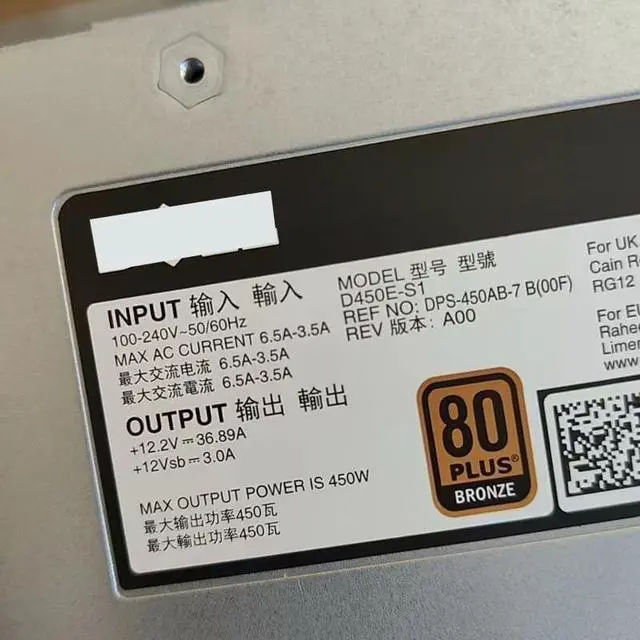 INPUT 输入 輸入
100-240V~50/60Hz
MAX AC CURRENT 6.5A-3.5A
最大交流电流 6.5A-3.5A
最大交流電流 6.5A-3.5A
OUTPUT 输出 輸出
+12.2V⎓36.89A
+12Vsb⎓3.0A
MAX OUTPUT POWER IS 450W
最大输出功率450瓦
最大輸出功率450瓦
MODEL 型号 型號
D450E-S1
REF NO: DPS-450AB-7 B(00F)
REV 版本: A00
80
PLUS®
BRONZE
For UK
Cain Ro
RG12
For EU
Rahee
Limer
www.